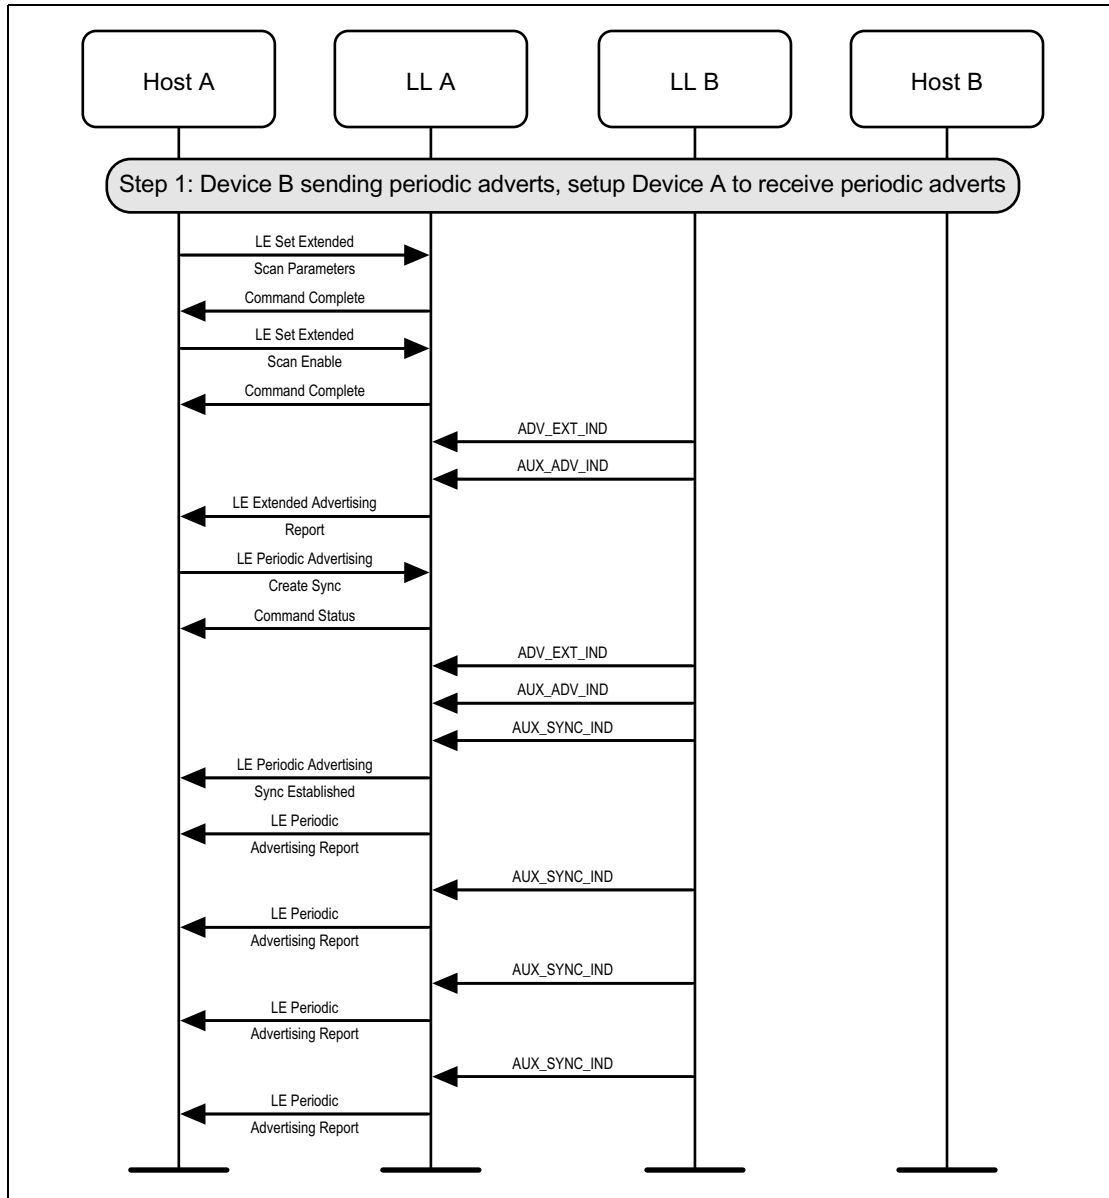 Host A
LL A
LL B
Host B
Step 1: Device B sending periodic adverts, setup Device A to receive periodic adverts
LE Set Extended
Scan Parameters
Command Complete
LE Set Extended
Scan Enable
Command Complete
ADV_EXT_IND
AUX_ADV_IND
LE Extended Advertising
Report
LE Periodic Advertising
Create Sync
Command Status
ADV_EXT_IND
AUX_ADV_IND
AUX_SYNC_IND
LE Periodic Advertising
Sync Established
LE Periodic
Advertising Report
AUX_SYNC_IND
LE Periodic
Advertising Report
AUX_SYNC_IND
LE Periodic
Advertising Report
AUX_SYNC_IND
LE Periodic
Advertising Report